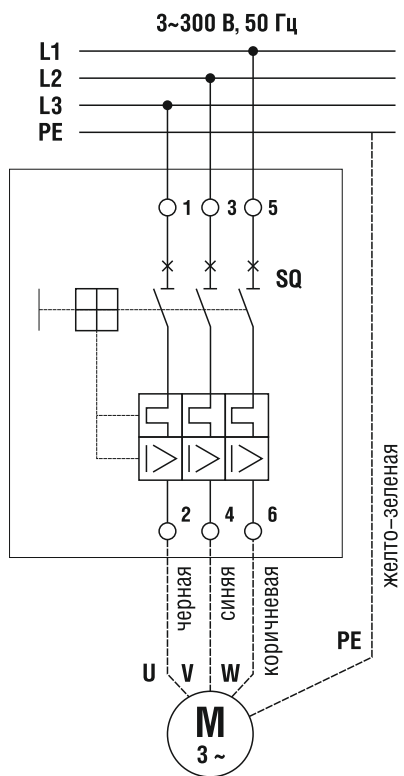 3~300 В, 50 Гц
L1
L2
L3
PE
1 3 5
SQ
I> I> I>
2 4 6
черная
синяя
коричневая
желто-зеленая
PE
U V W
M
3 ~